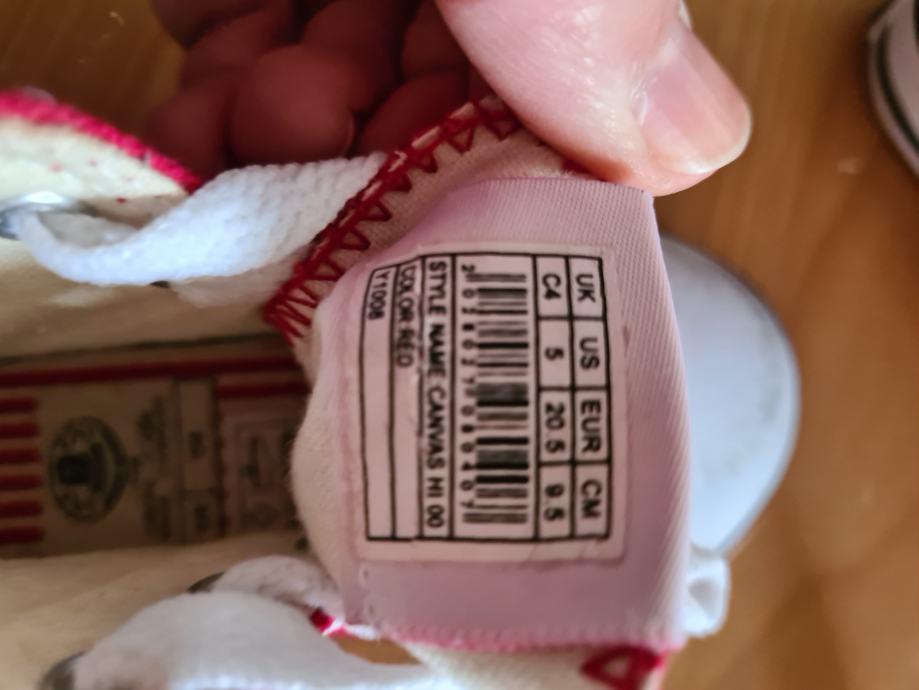 UK US EUR CM
C4 5 20.5 9.5
STYLE NAME CANVAS HI 00
COLOR RED
Y1008